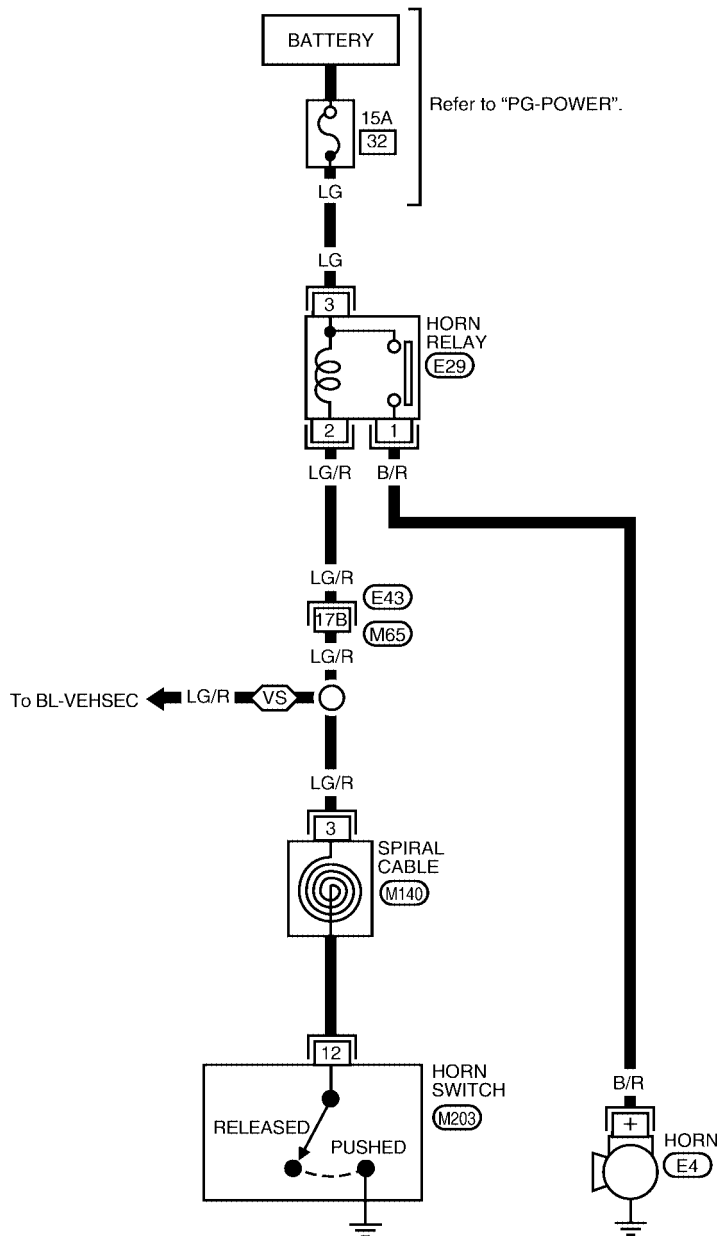 BATTERY
Refer to “PG-POWER”.
15A
32
LG
LG
3
HORN
RELAY
E29
2
1
LG/R
B/R
LG/R
E43
17B
M65
LG/R
To BL-VEHSEC
LG/R
VS
LG/R
3
SPIRAL
CABLE
M140
12
HORN
SWITCH
M203
RELEASED
PUSHED
B/R
+
HORN
E4